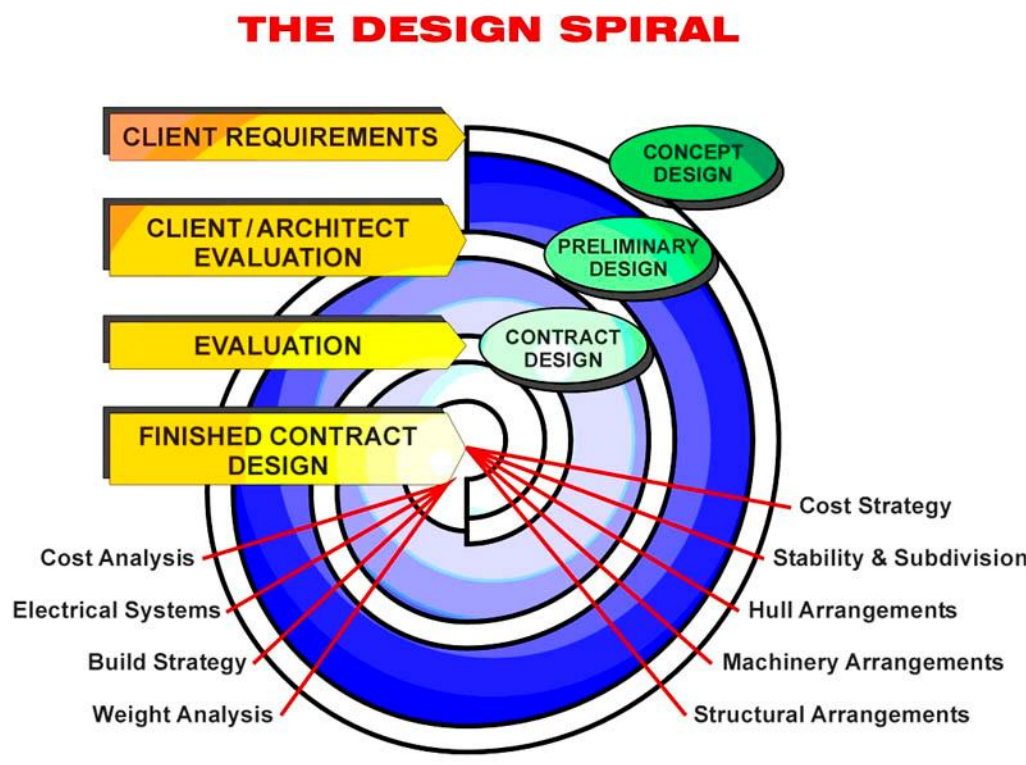 THE DESIGN SPIRAL
CLIENT REQUIREMENTS
CONCEPT
DESIGN
CLIENT/ARCHITECT
EVALUATION
PRELIMINARY
DESIGN
EVALUATION
CONTRACT
DESIGN
FINISHED CONTRACT
DESIGN
Cost Strategy
Stability & Subdivision
Hull Arrangements
Machinery Arrangements
Structural Arrangements
Cost Analysis
Electrical Systems
Build Strategy
Weight Analysis